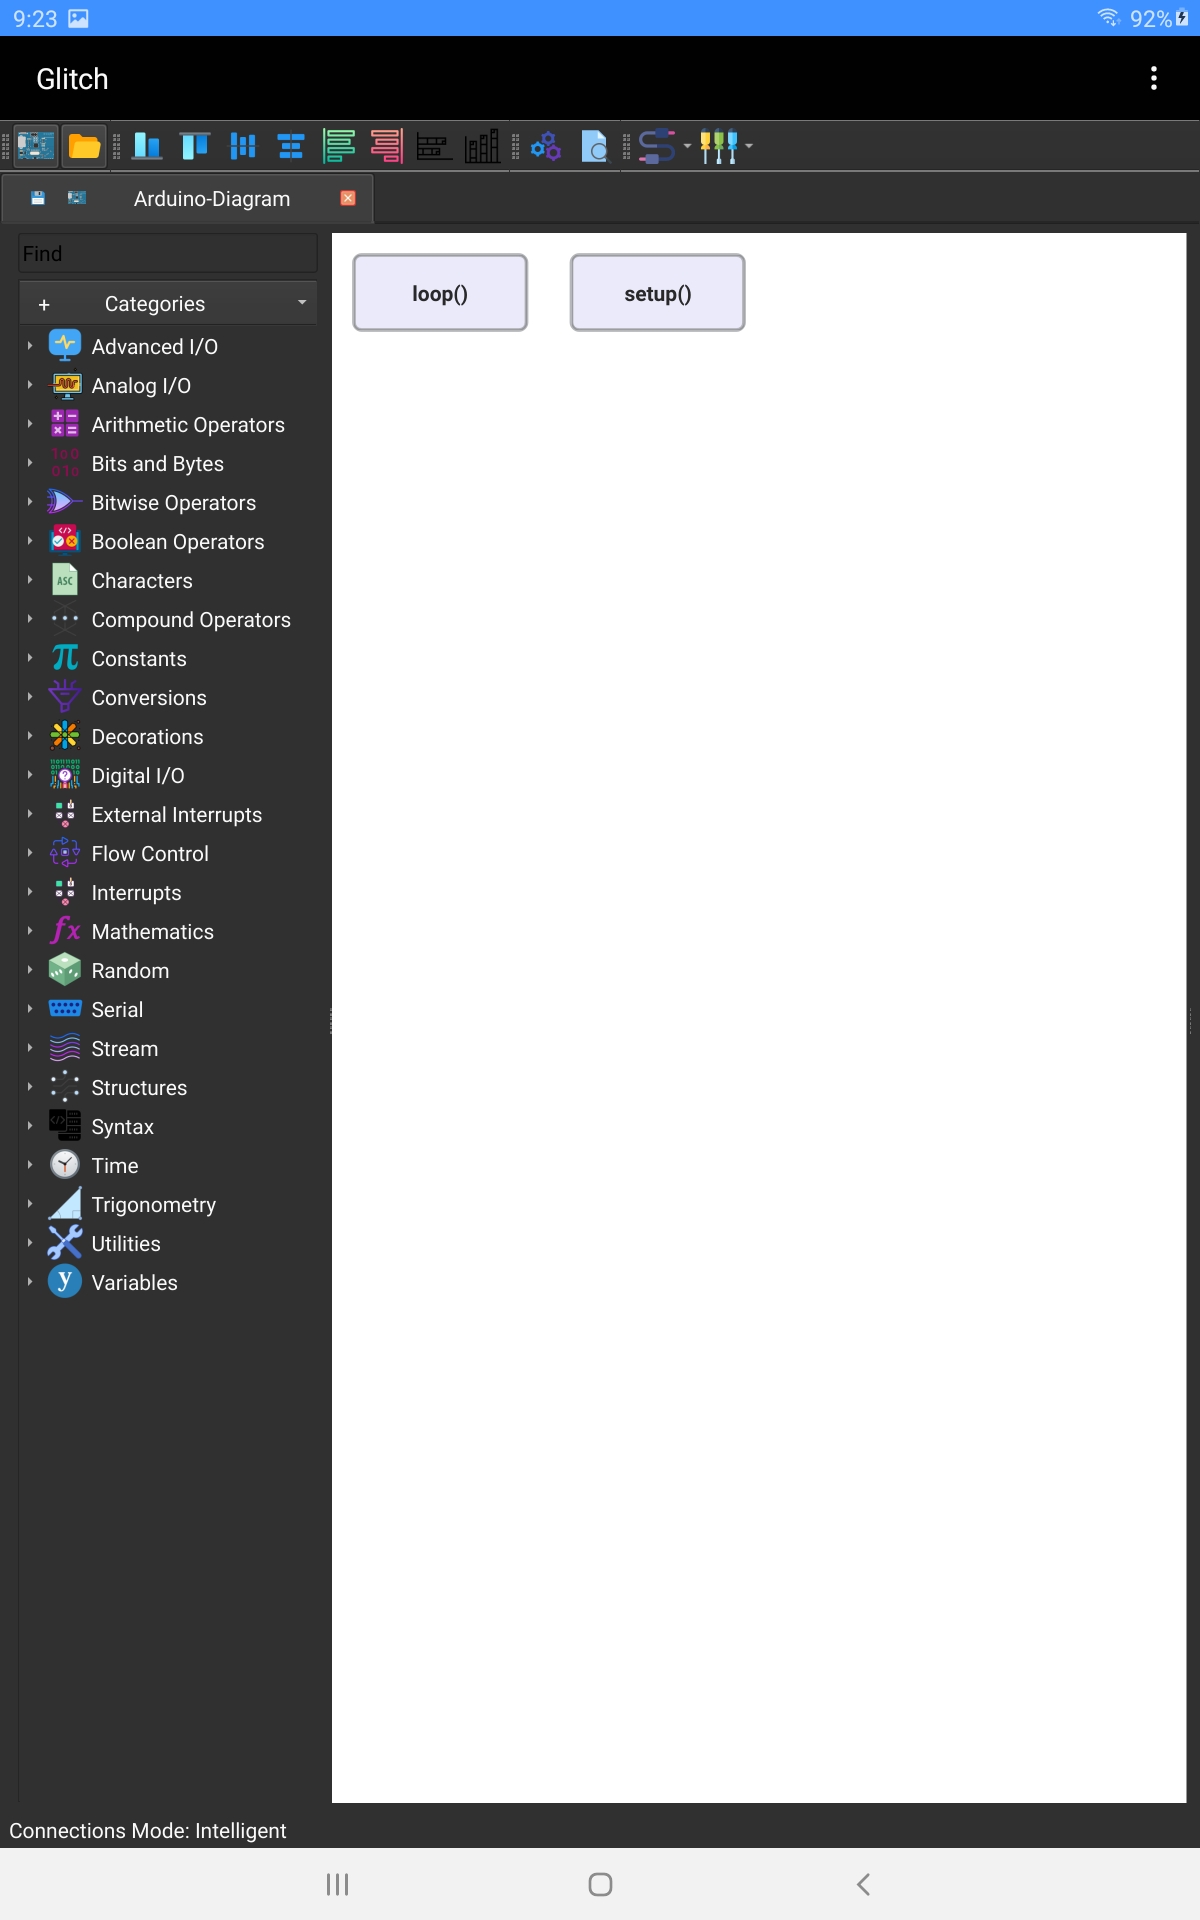 9:23
92%
Glitch
Arduino-Diagram
Find
+ Categories
loop()
setup()
Advanced I/O
Analog I/O
Arithmetic Operators
Bits and Bytes
Bitwise Operators
Boolean Operators
ASC
Characters
Compound Operators
Constants
Conversions
Decorations
Digital I/O
External Interrupts
Flow Control
Interrupts
fx
Mathematics
Random
Serial
Stream
Structures
Syntax
Time
Trigonometry
Utilities
y
Variables
Connections Mode: Intelligent